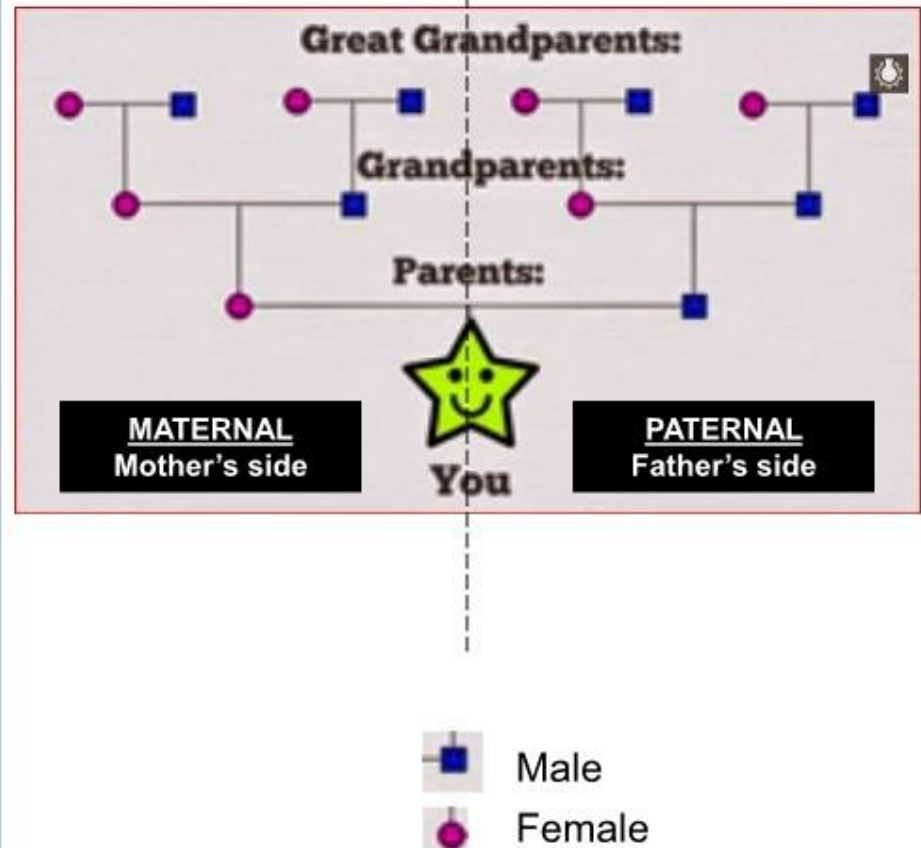 Great Grandparents:
Grandparents:
Parents:
MATERNAL
Mother's side
PATERNAL
Father's side
You
Male
Female